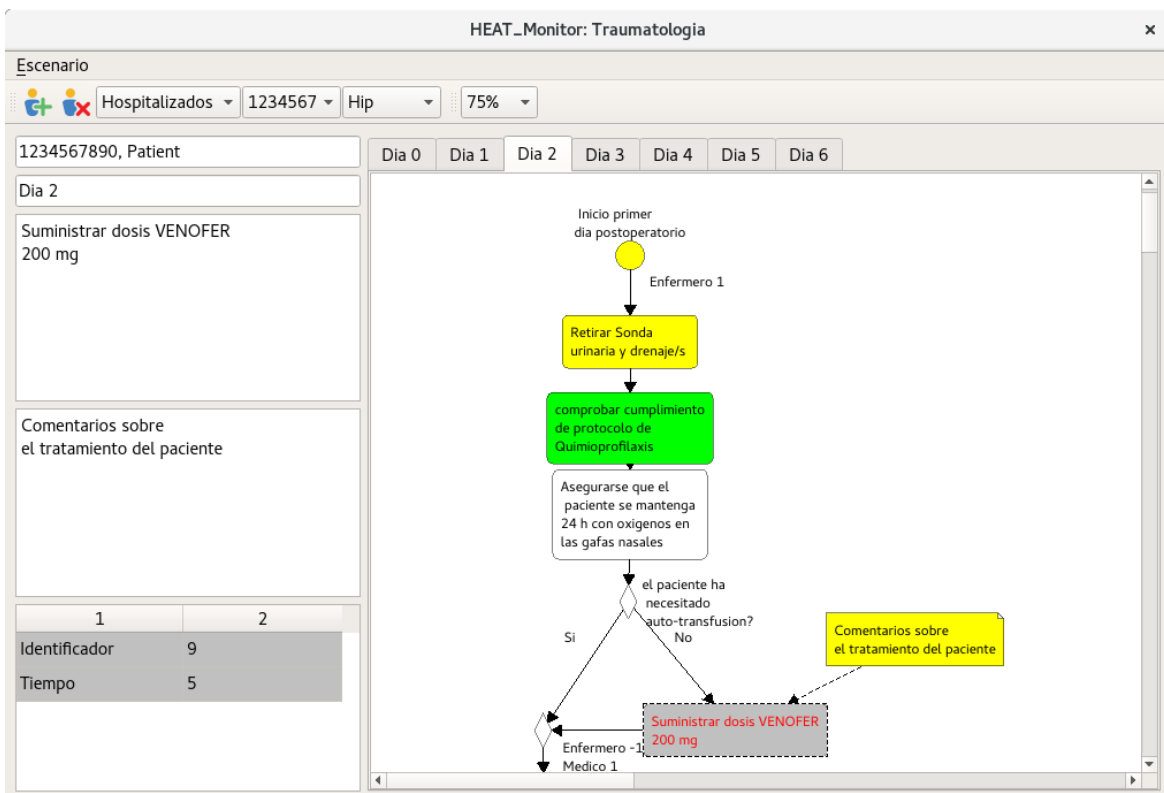 HEAT_Monitor: Traumatologia
×
Escenario
Hospitalizados
1234567
Hip
75%
1234567890, Patient
Dia 2
Suministrar dosis VENOFER
200 mg
Comentarios sobre
el tratamiento del paciente
1 2
Identificador 9
Tiempo 5
Dia 0 Dia 1 Dia 2 Dia 3 Dia 4 Dia 5 Dia 6
Inicio primer
dia postoperatorio
Enfermero 1
Retirar Sonda
urinaria y drenaje/s
comprobar cumplimiento
de protocolo de
Quimioprofilaxis
Asegurarse que el
paciente se mantenga
24 h con oxigenos en
las gafas nasales
el paciente ha
necesitado
auto-transfusion?
Si
No
Comentarios sobre
el tratamiento del paciente
Suministrar dosis VENOFER
200 mg
Enfermero -1
Medico 1